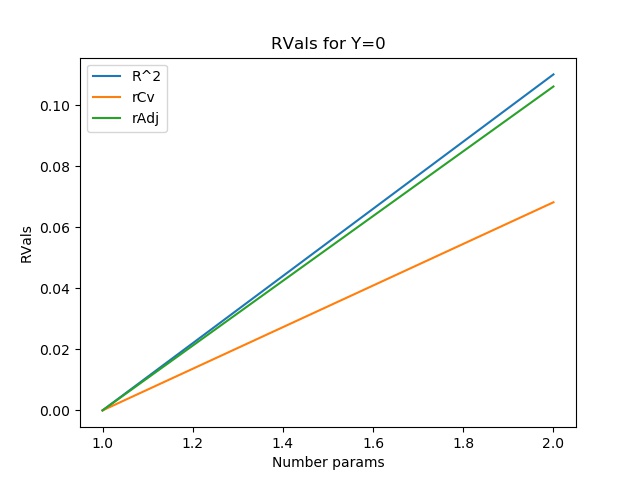 RVals for Y=0
R^2
rCv
rAdj
RVals
0.10
0.08
0.06
0.04
0.02
0.00
1.0 1.2 1.4 1.6 1.8 2.0
Number params